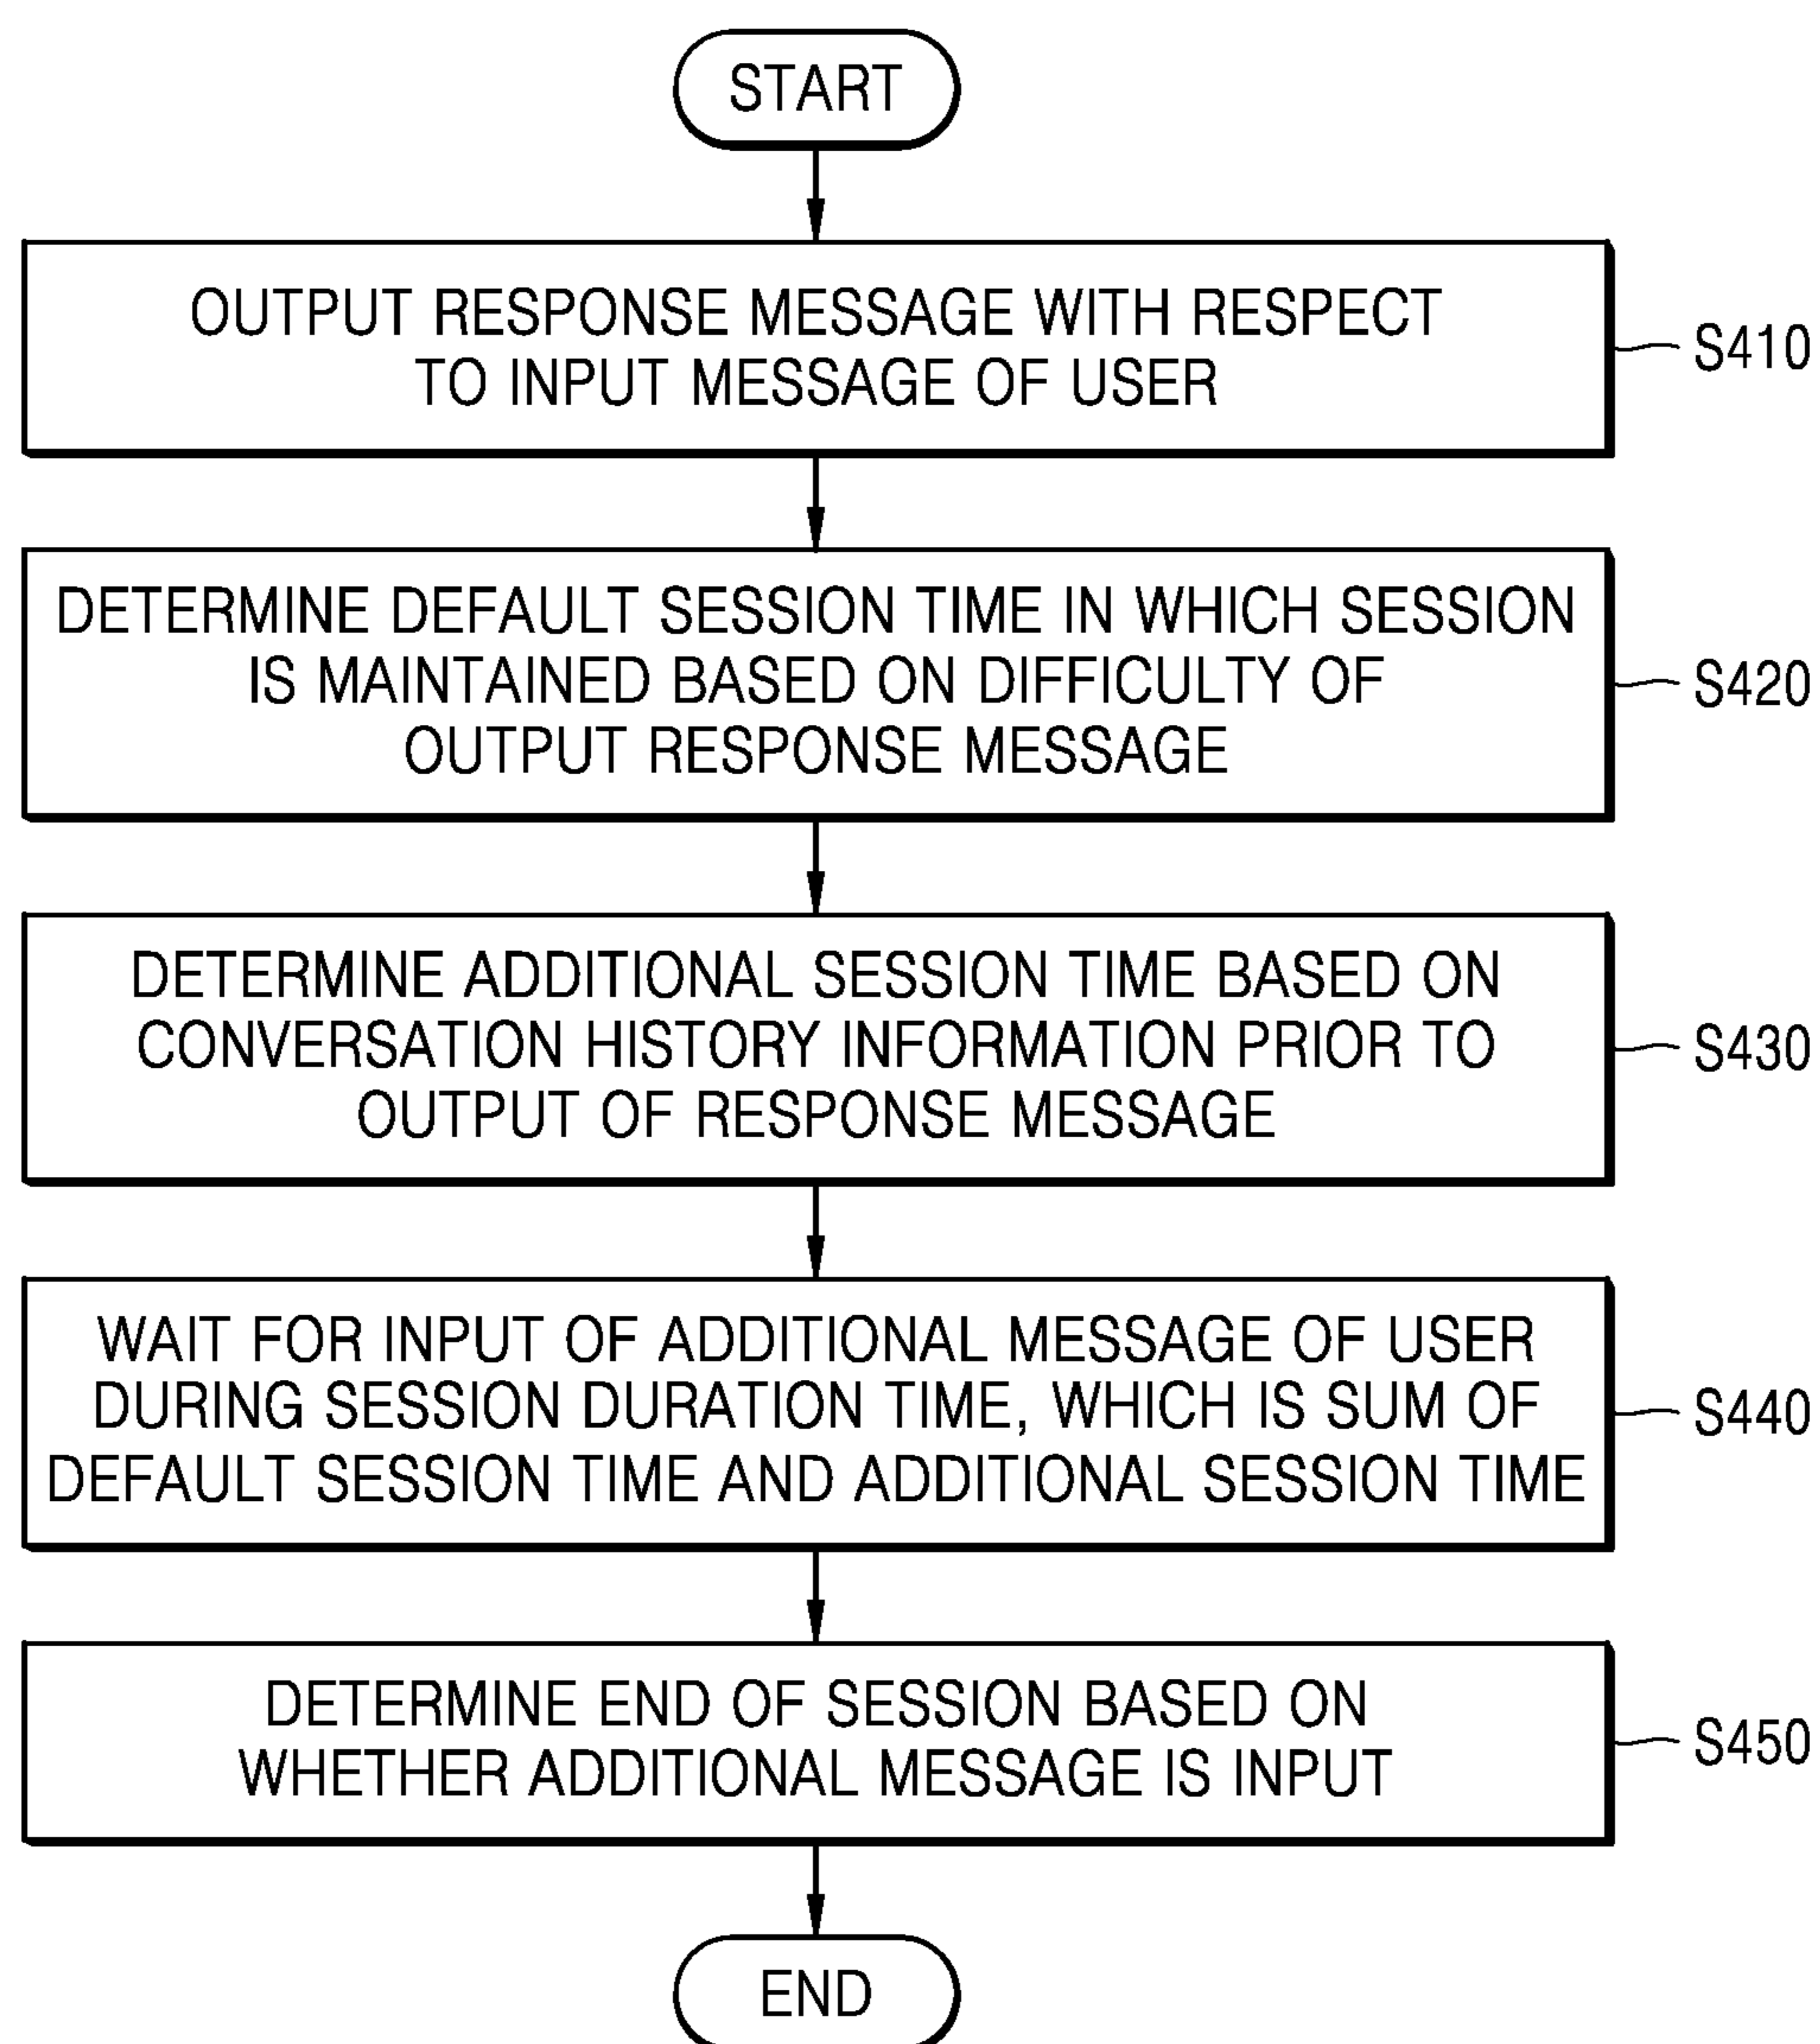 START
OUTPUT RESPONSE MESSAGE WITH RESPECT
TO INPUT MESSAGE OF USER
S410
DETERMINE DEFAULT SESSION TIME IN WHICH SESSION
IS MAINTAINED BASED ON DIFFICULTY OF
OUTPUT RESPONSE MESSAGE
S420
DETERMINE ADDITIONAL SESSION TIME BASED ON
CONVERSATION HISTORY INFORMATION PRIOR TO
OUTPUT OF RESPONSE MESSAGE
S430
WAIT FOR INPUT OF ADDITIONAL MESSAGE OF USER
DURING SESSION DURATION TIME, WHICH IS SUM OF
DEFAULT SESSION TIME AND ADDITIONAL SESSION TIME
S440
DETERMINE END OF SESSION BASED ON
WHETHER ADDITIONAL MESSAGE IS INPUT
S450
END